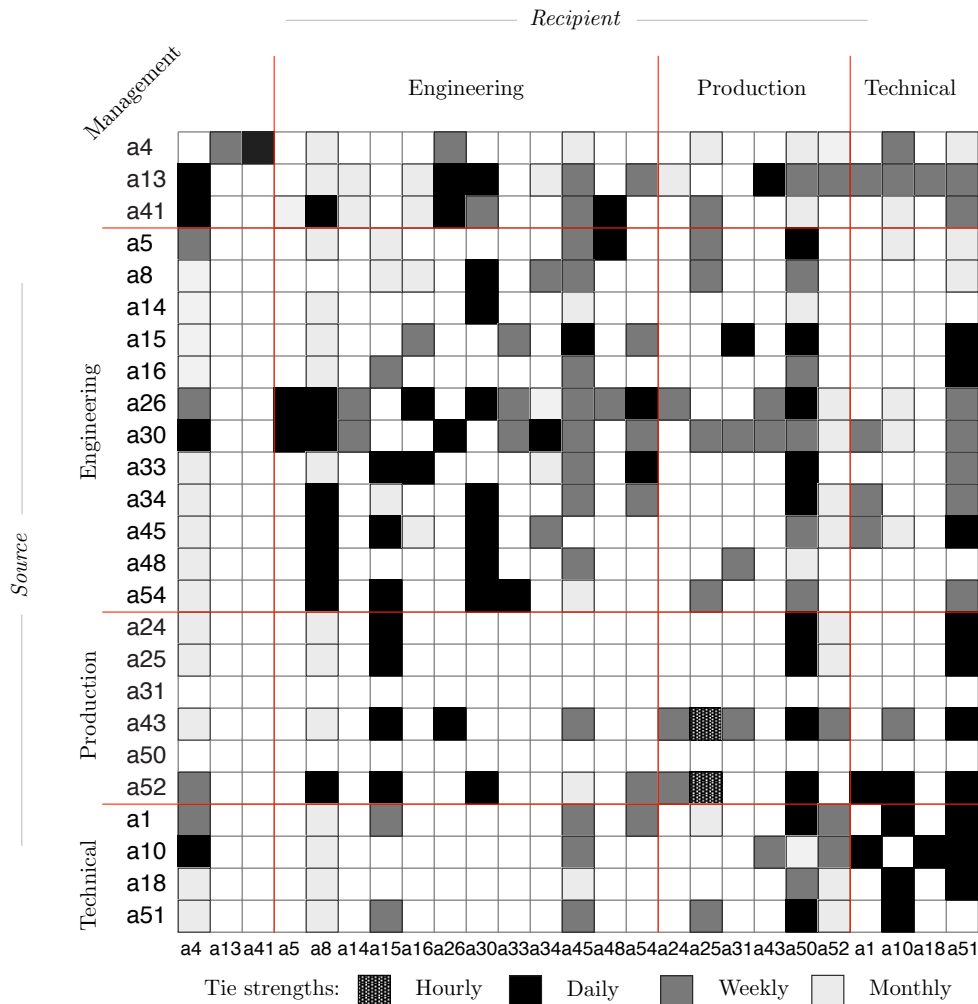 Recipient
Management
Engineering
Production
Technical
a4
a13
a41
a5
a8
a14
a15
a16
a26
a30
a33
a34
a45
a48
a54
a24
a25
a31
a43
a50
a52
a1
a10
a18
a51
Source
Engineering
Production
Technical
a4 a13 a41 a5 a8 a14 a15 a16 a26 a30 a33 a34 a45 a48 a54 a24 a25 a31 a43 a50 a52 a1 a10 a18 a51
Tie strengths: Hourly Daily Weekly Monthly